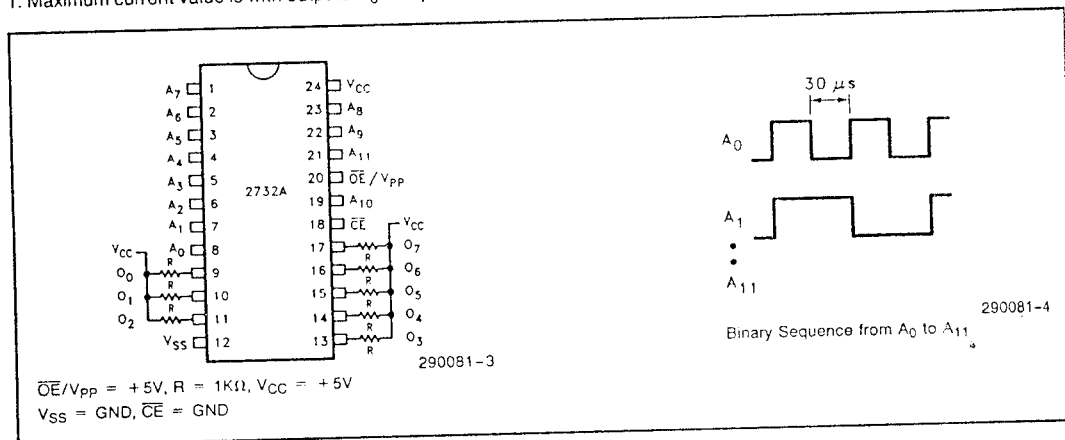 1. Maximum current value is with outputs
A7 1 24 VCC
A6 2 23 A8
A5 3 22 A9
A4 4 21 A11
A3 5 20 OE/VPP
A2 6 2732A 19 A10
A1 7 18 CE
A0 8 VCC
VCC 17 R O7
O0 R 9 16 R O6
O1 R 10 15 R O5
O2 R 11 14 R O4
VSS 12 13 R O3
290081-3
OE/VPP = +5V, R = 1KΩ, VCC = +5V
VSS = GND, CE = GND
30 μs
A0
A1
A11
290081-4
Binary Sequence from A0 to A11